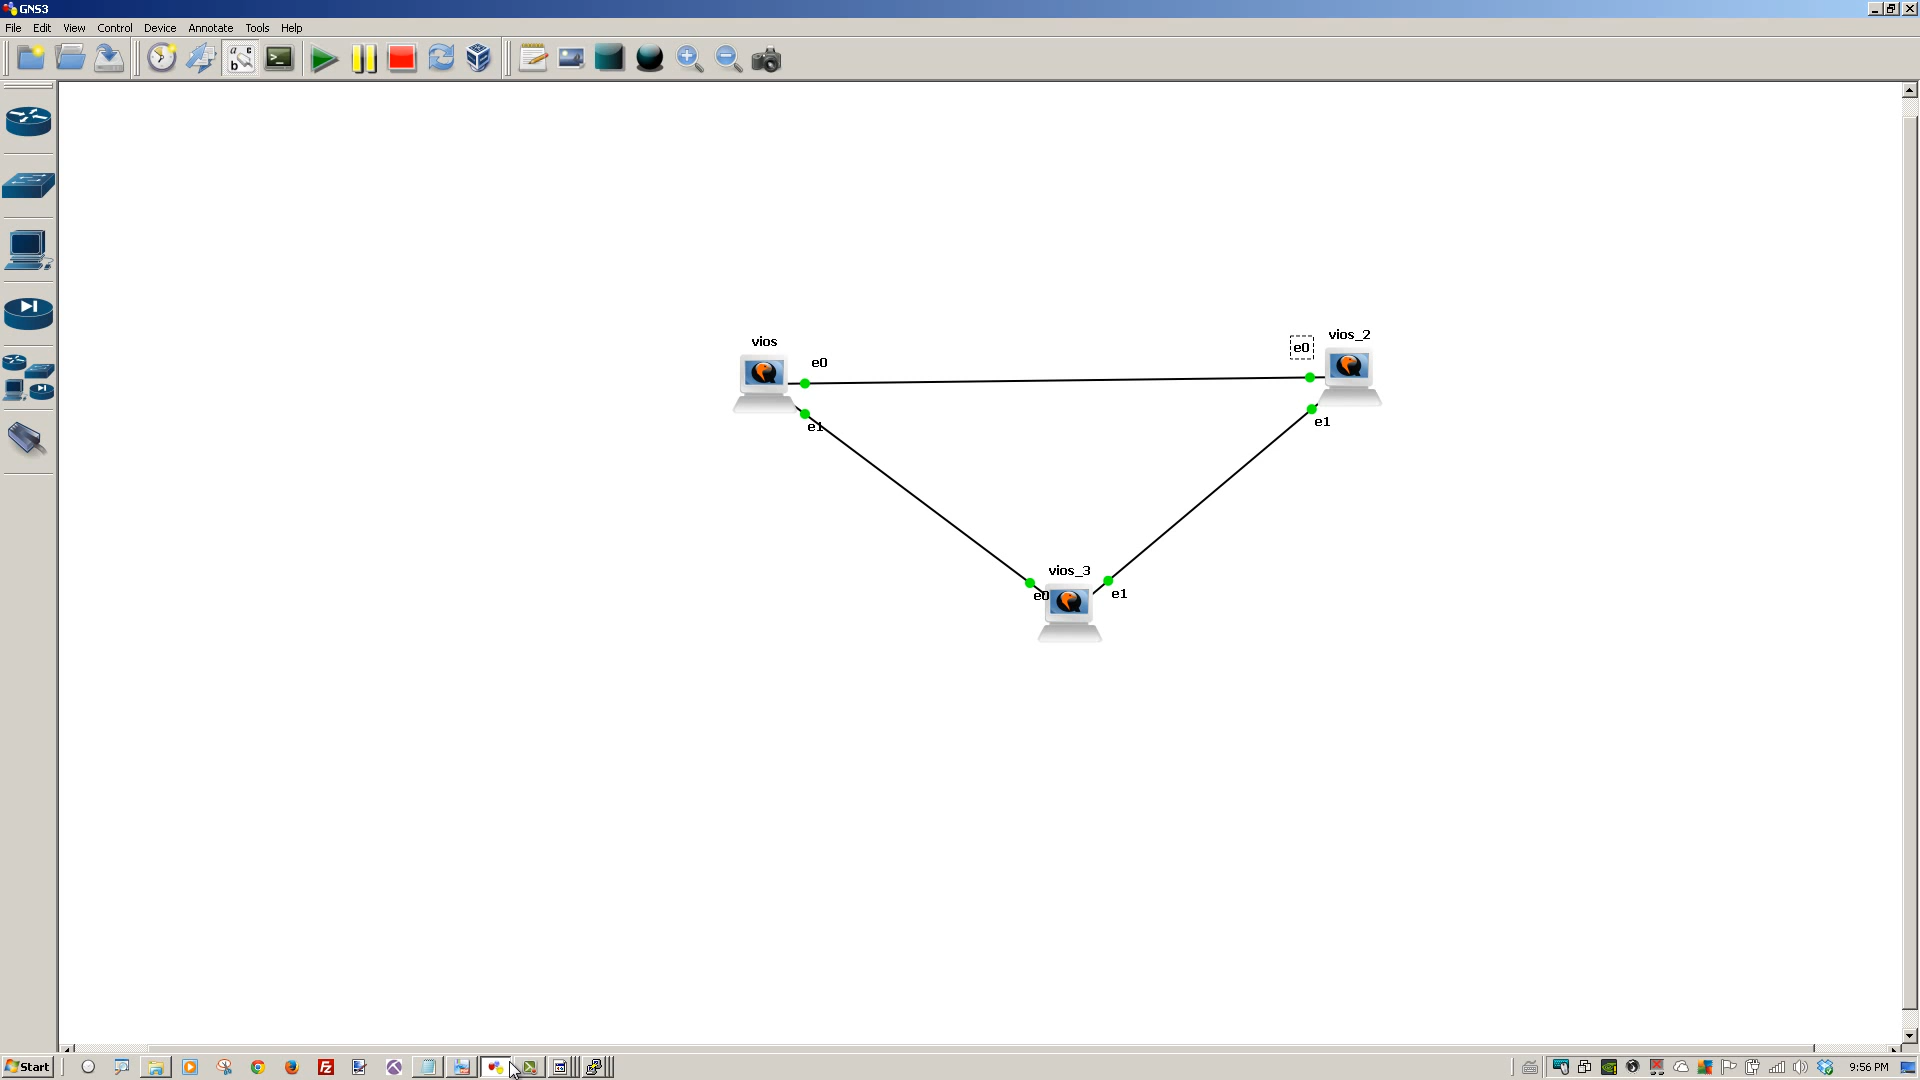 GNS3
File Edit View Control Device Annotate Tools Help
a c
b
>_
vios
vios_2
e0
e0
e1
e1
vios_3
e0
e1
Start
9:56 PM